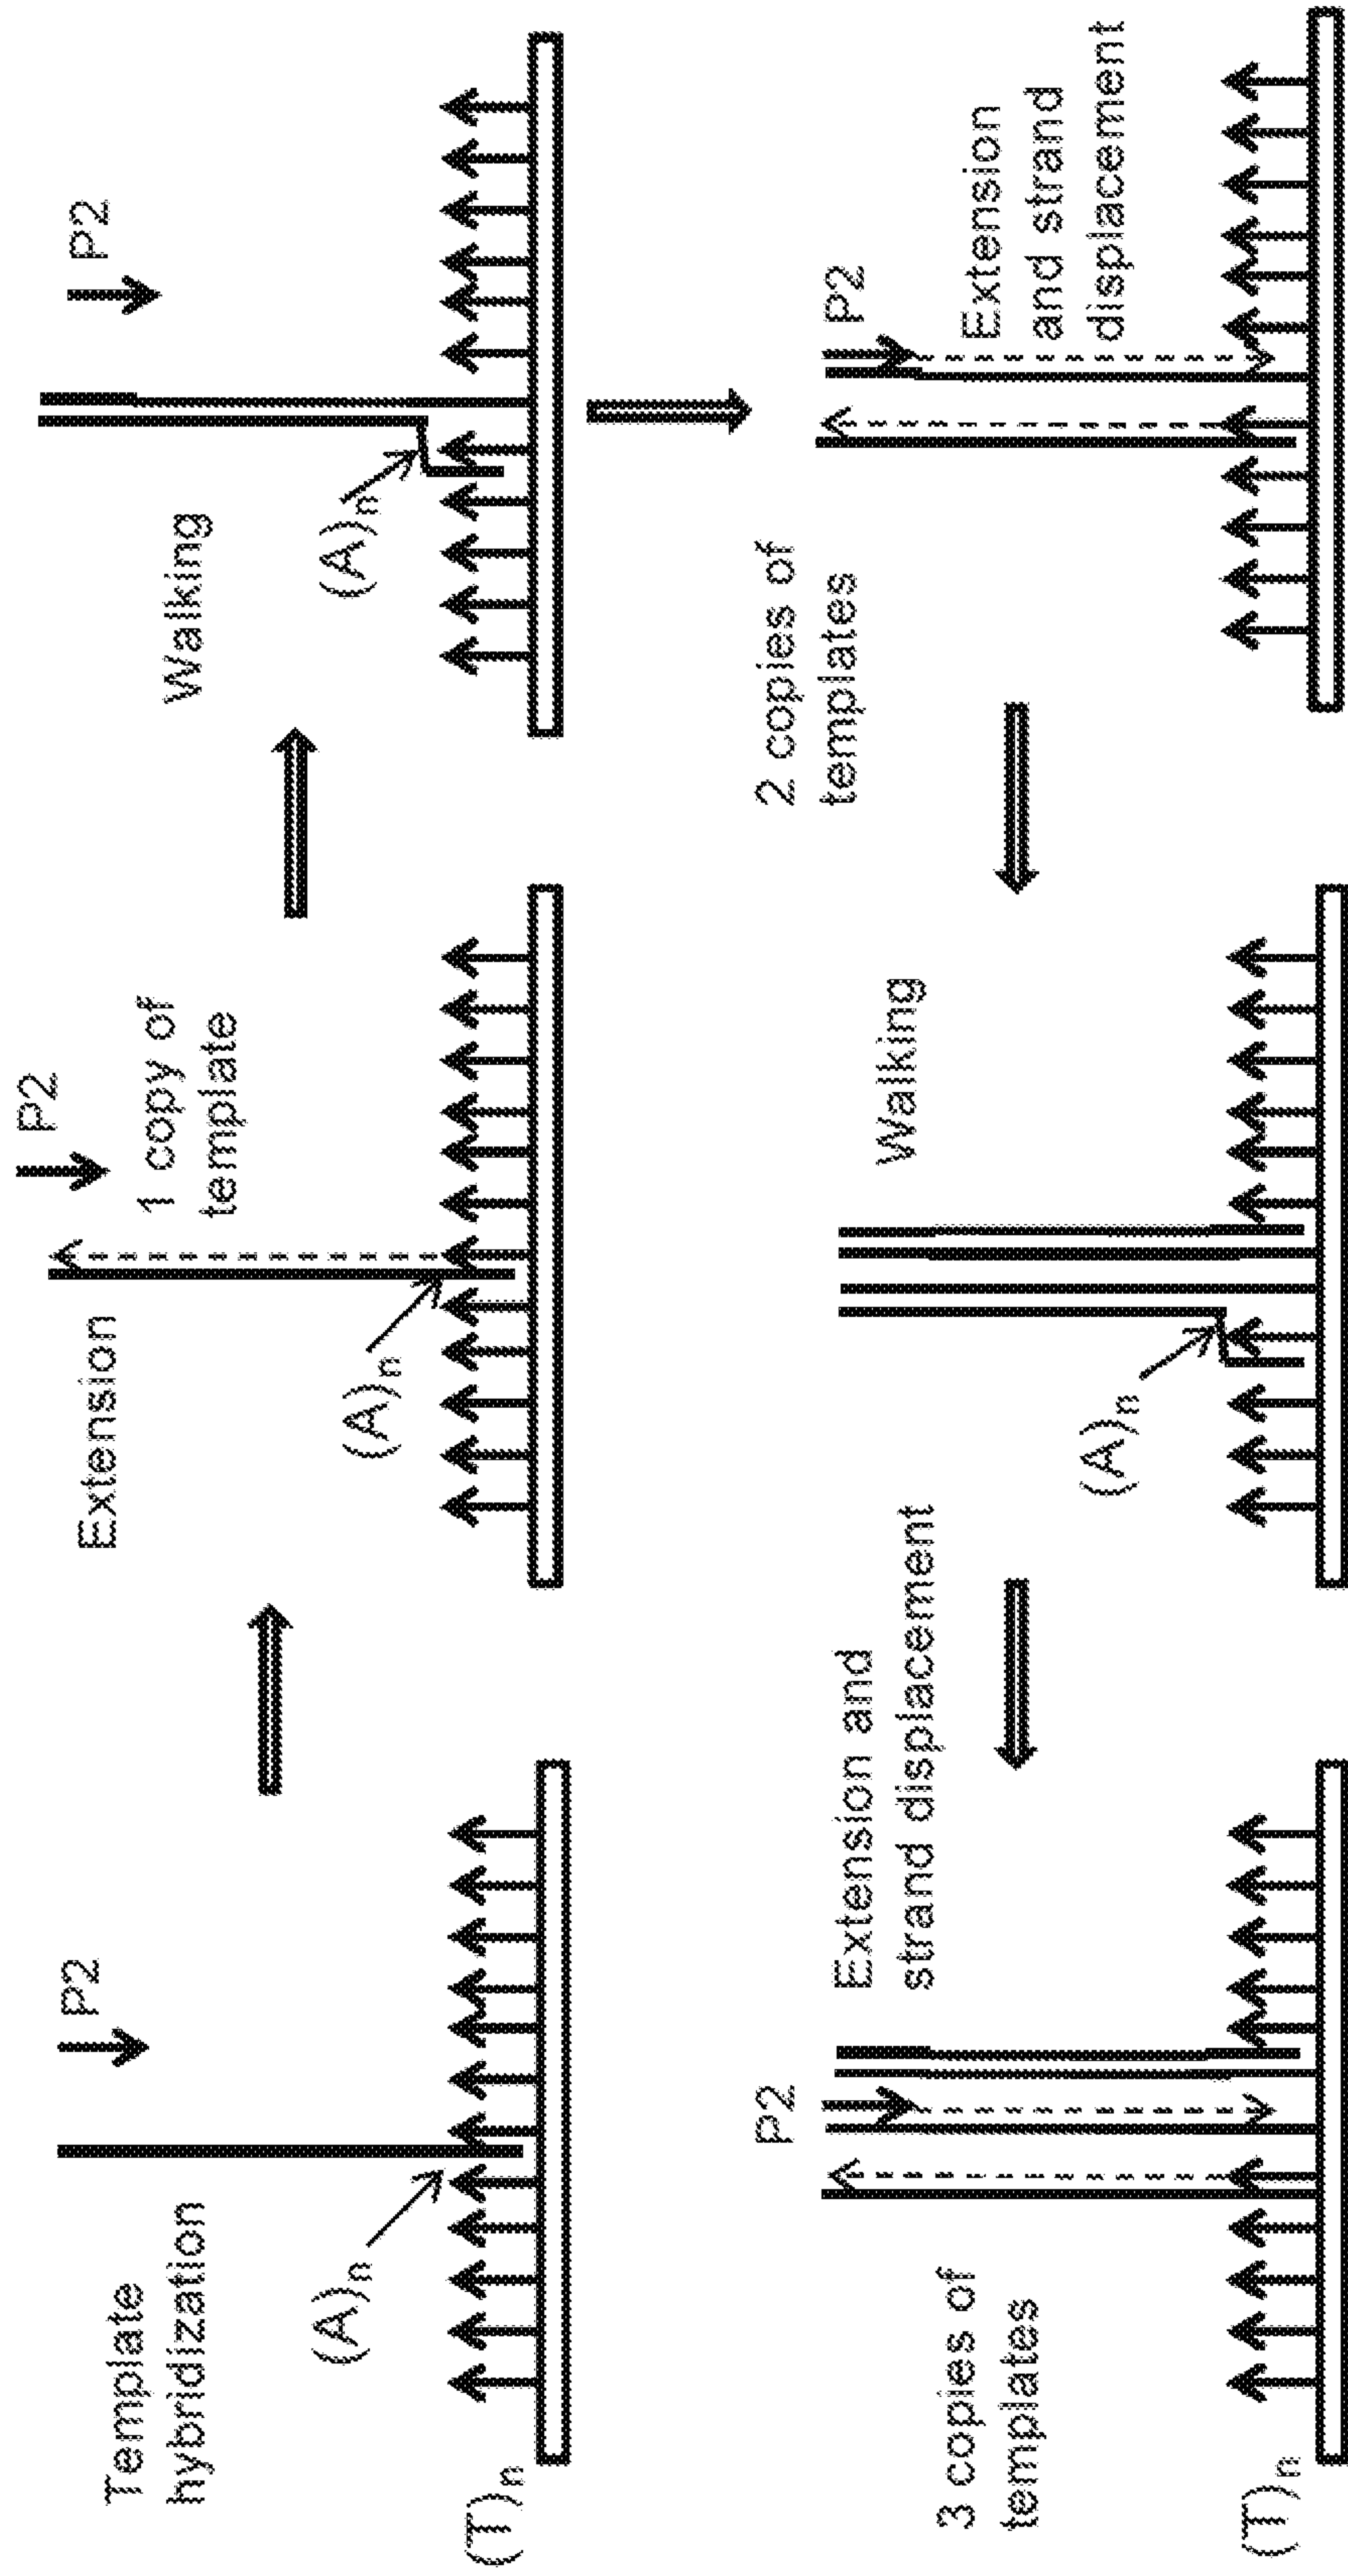 Template
hybridization
P2
(A)n
(T)n
Extension
P2
1 copy of
template
(A)n
Walking
P2
(A)n
2 copies of
templates
P2
Extension
and strand
displacement
Walking
(A)n
Extension and
strand displacement
P2
3 copies of
templates
(T)n